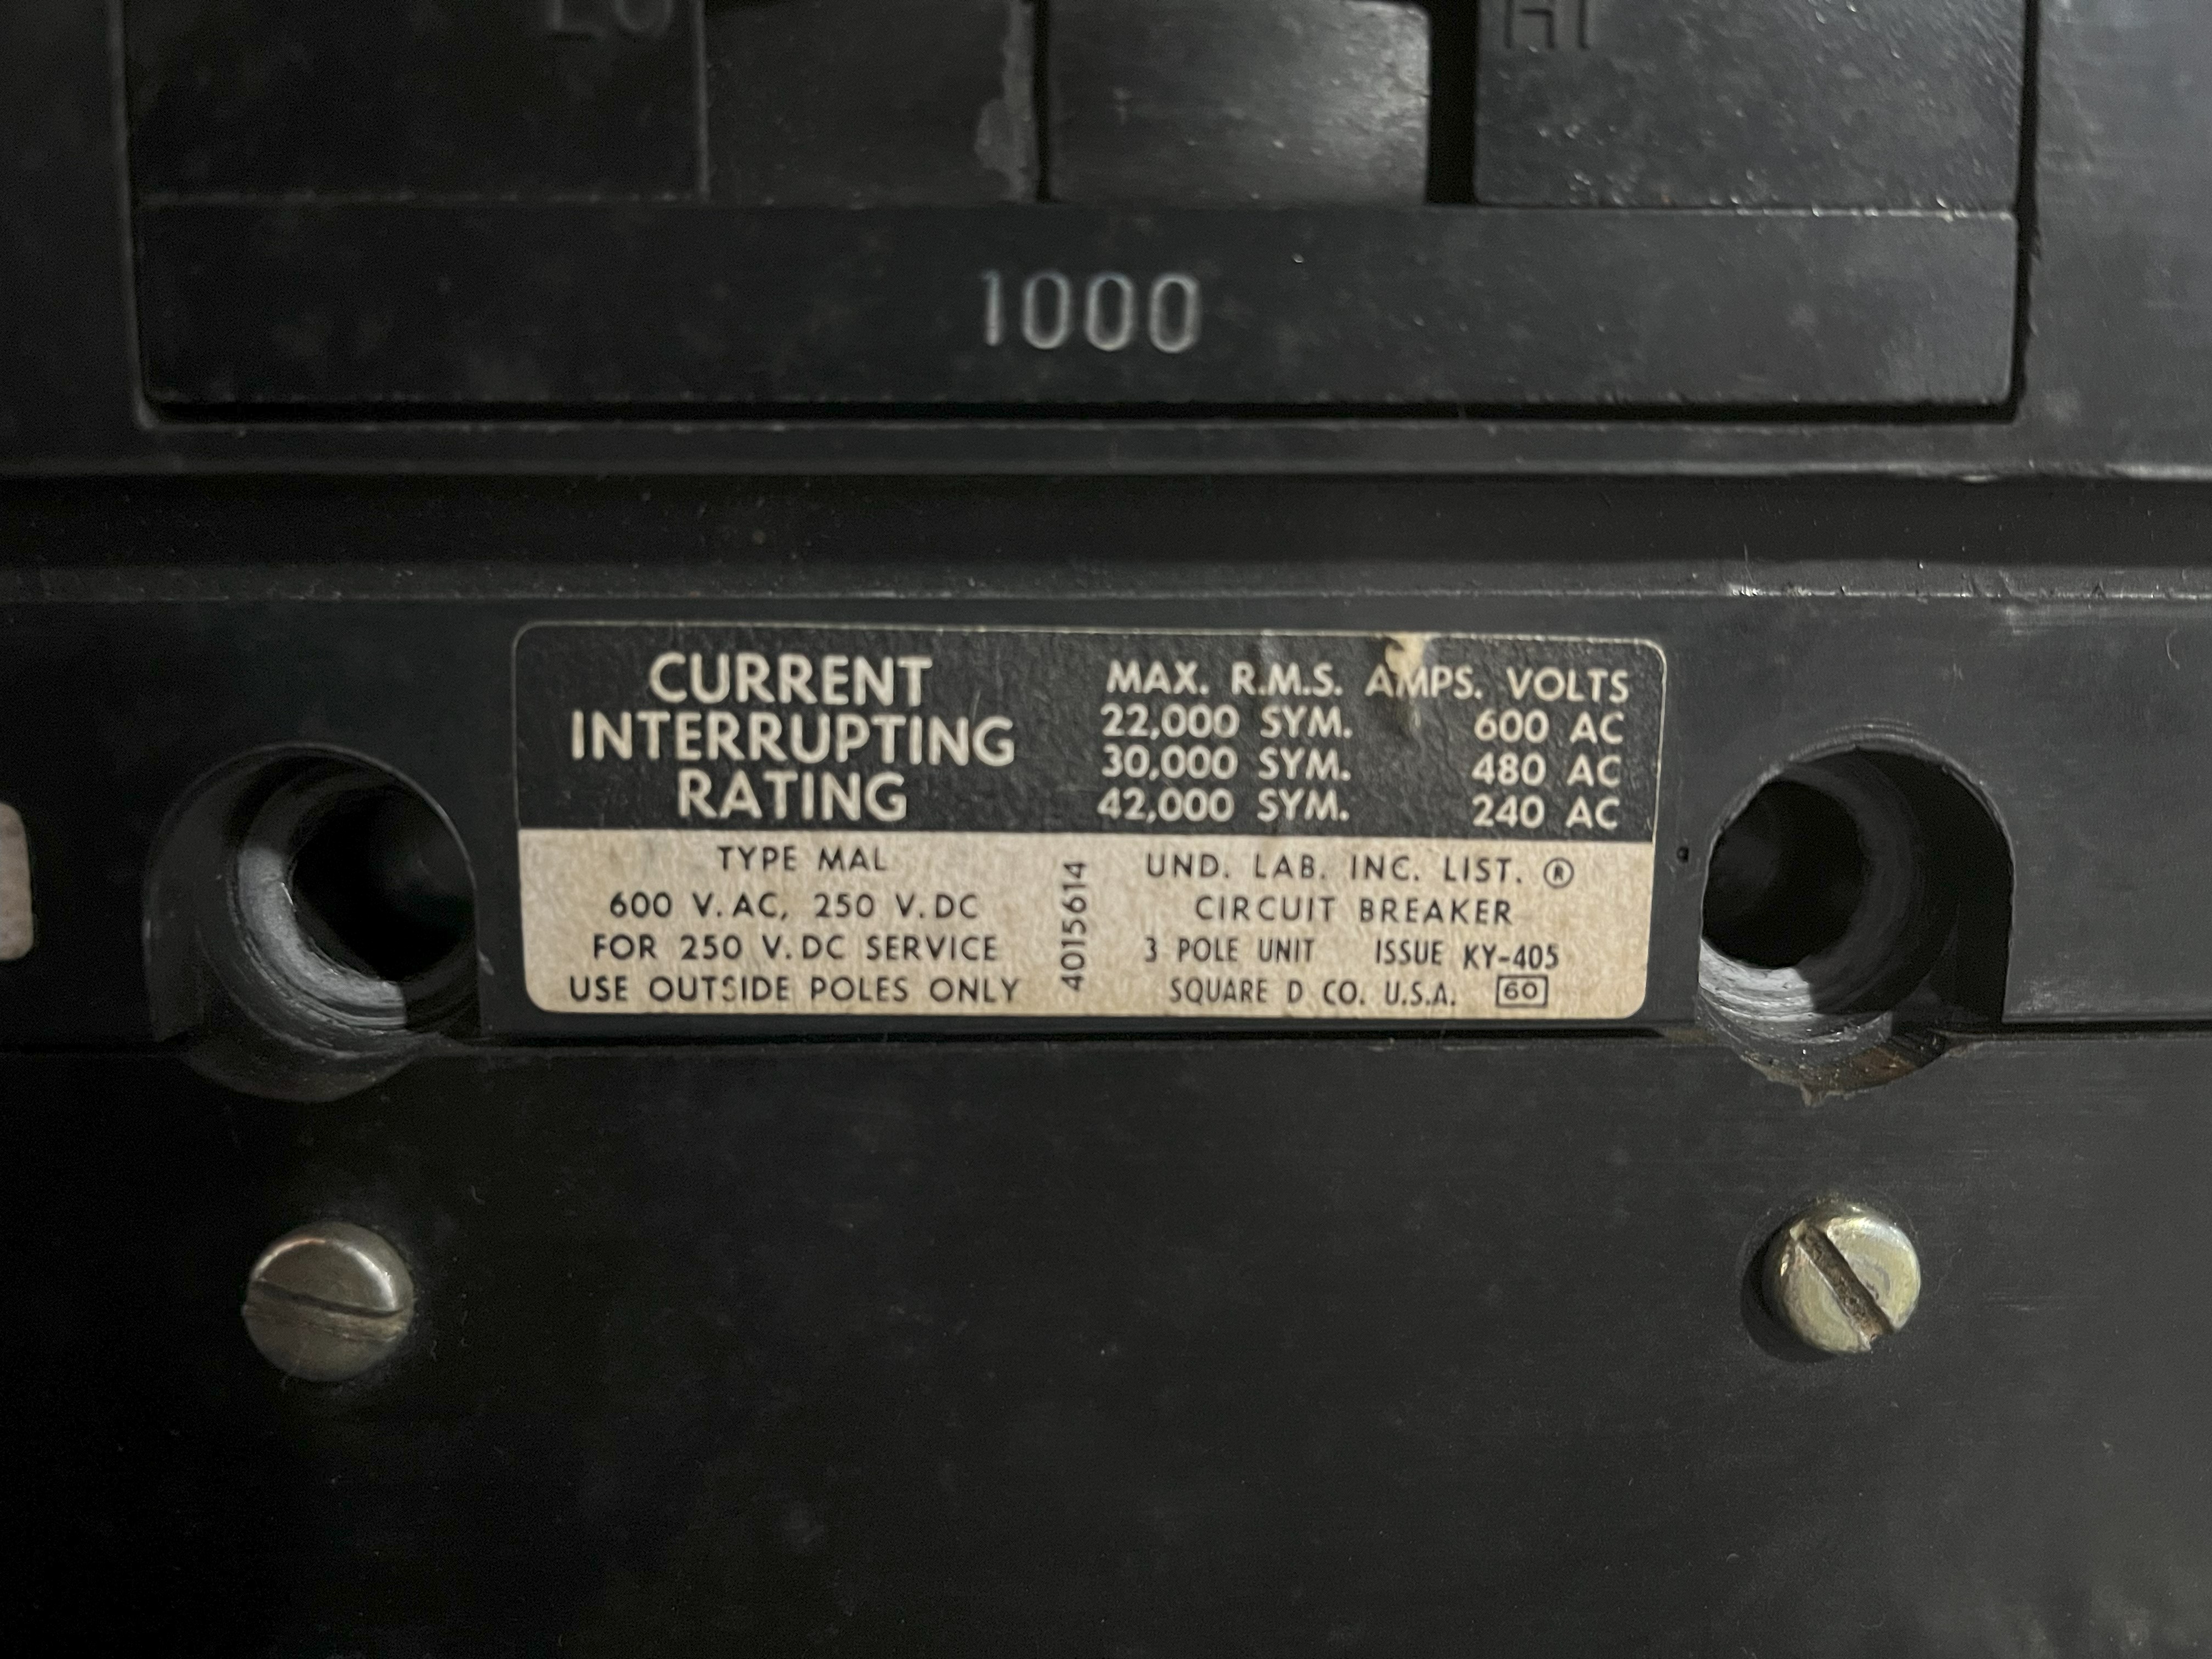 LO
HI
1000
CURRENT
INTERRUPTING
RATING
MAX. R.M.S. AMPS. VOLTS
22,000 SYM. 600 AC
30,000 SYM. 480 AC
42,000 SYM. 240 AC
TYPE MAL
600 V. AC, 250 V. DC
FOR 250 V. DC SERVICE
USE OUTSIDE POLES ONLY
4015614
UND. LAB. INC. LIST. ®
CIRCUIT BREAKER
3 POLE UNIT ISSUE KY-405
SQUARE D CO. U.S.A. 60